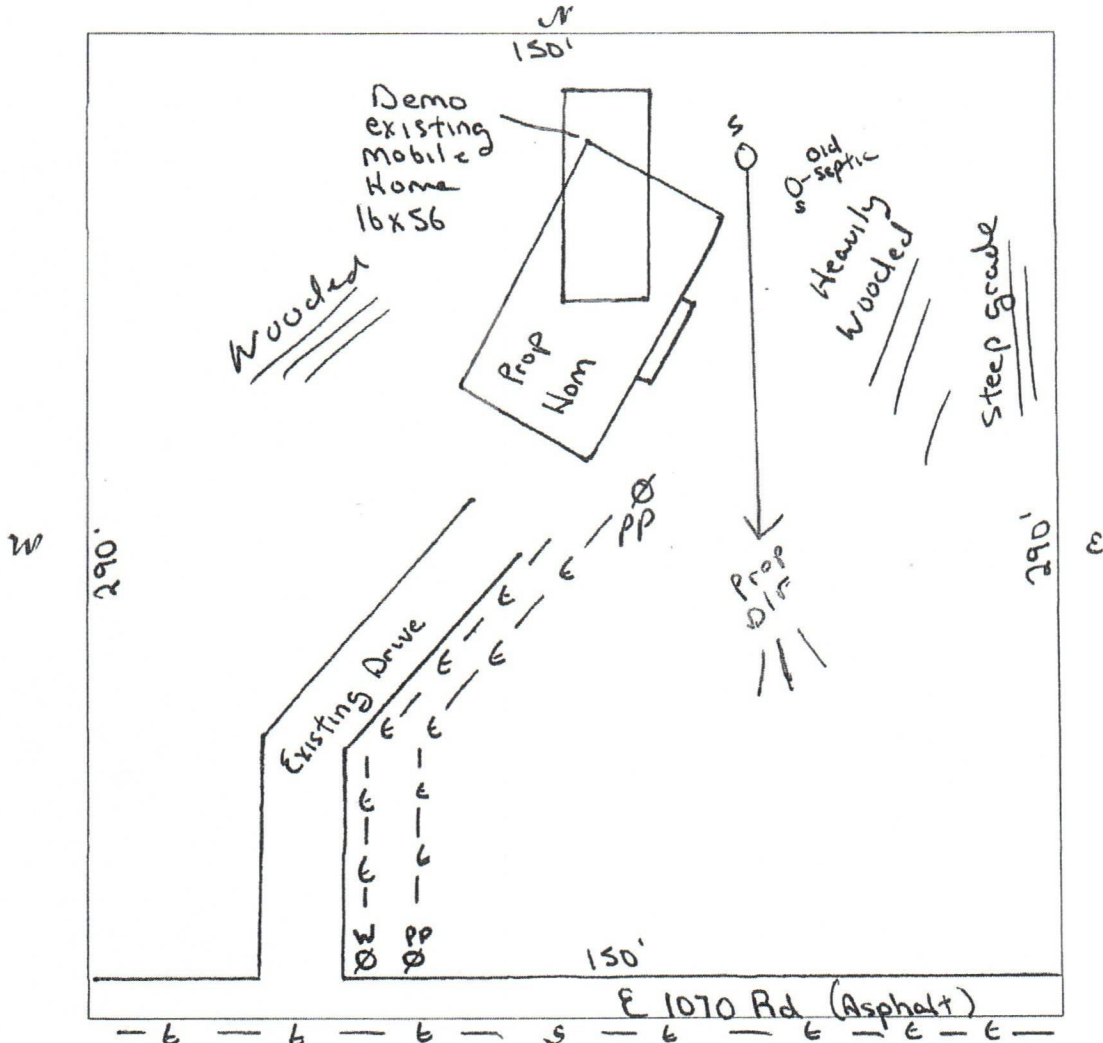 N
150'
Demo
existing
mobile
Home
16x56
S
old
septic
S
Heavily
wooded
Steep grade
Wooded
Prop
Hom
PP
W
290'
290'
E
Prop
Existing Drive
E
E
E
E
E
E
E
E
E
E
W
PP
150'
E 1070 Rd (Asphalt)